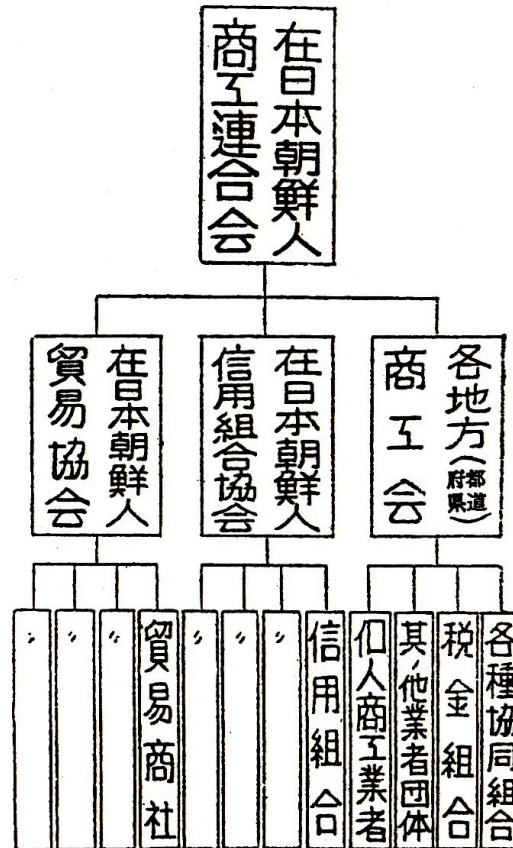 在日本朝鮮人
商工連合会
各地方(都道府県)
商工会
在日本朝鮮人
信用組合協会
在日本朝鮮人
貿易協会
各種協同組合
税金組合
其ノ他業者団体
個人商工業者
信用組合
〃
〃
〃
貿易商社
〃
〃
〃